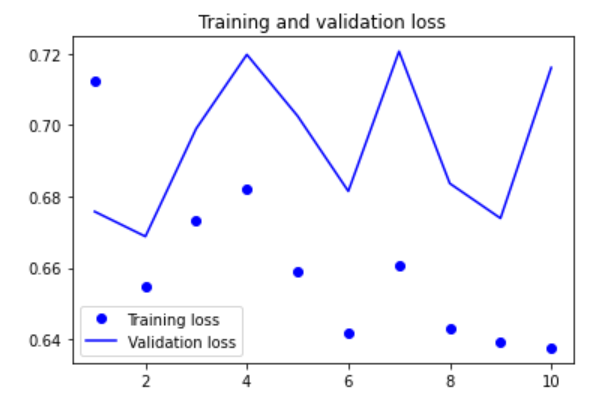 Training and validation loss
0.72
0.70
0.68
0.66
0.64
Training loss
Validation loss
2 4 6 8 10